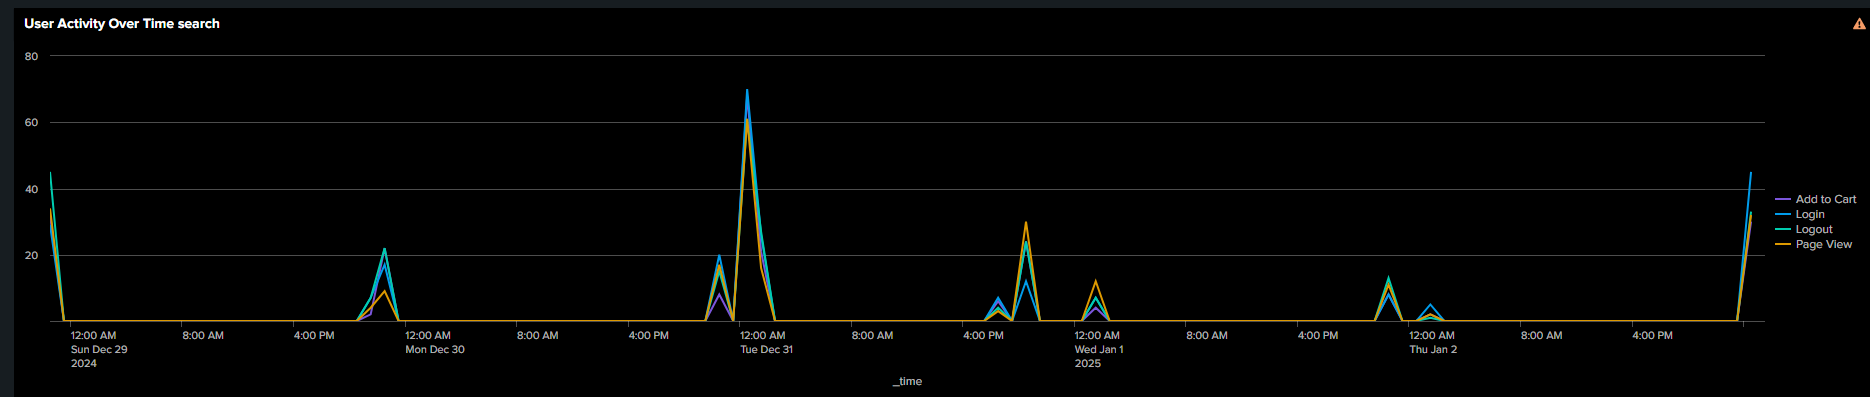 User Activity Over Time search
80
60
40
20
Add to Cart
Login
Logout
Page View
12:00 AM 8:00 AM 4:00 PM 12:00 AM 8:00 AM 4:00 PM 12:00 AM 8:00 AM 4:00 PM 12:00 AM 8:00 AM 4:00 PM 12:00 AM 8:00 AM 4:00 PM
Sun Dec 29 Mon Dec 30 Tue Dec 31 Wed Jan 1 Thu Jan 2
2024 2025
_time